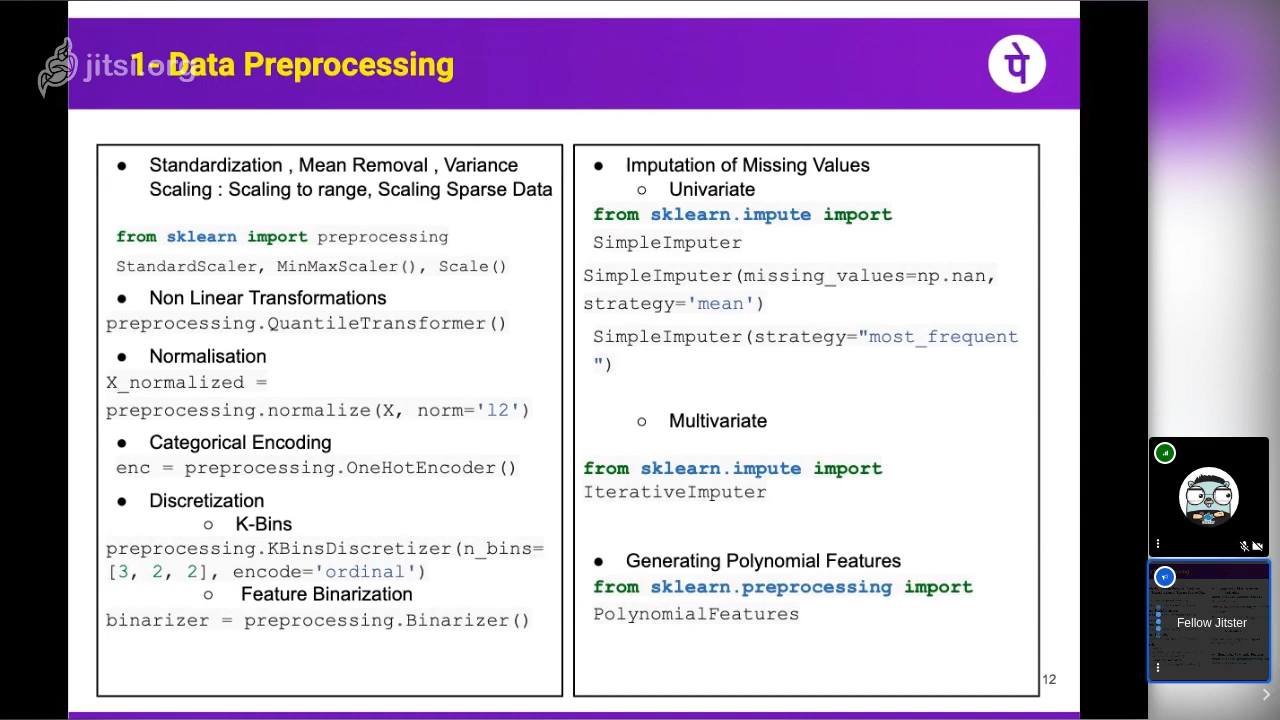 jitsi.org
1- Data Preprocessing
पे
● Standardization , Mean Removal , Variance
Scaling : Scaling to range, Scaling Sparse Data
from sklearn import preprocessing
StandardScaler, MinMaxScaler(), Scale()
● Non Linear Transformations
preprocessing.QuantileTransformer()
● Normalisation
X_normalized =
preprocessing.normalize(X, norm='l2')
● Categorical Encoding
enc = preprocessing.OneHotEncoder()
● Discretization
○ K-Bins
preprocessing.KBinsDiscretizer(n_bins=
[3, 2, 2], encode='ordinal')
○ Feature Binarization
binarizer = preprocessing.Binarizer()
● Imputation of Missing Values
○ Univariate
from sklearn.impute import
SimpleImputer
SimpleImputer(missing_values=np.nan,
strategy='mean')
SimpleImputer(strategy="most_frequent
")
○ Multivariate
from sklearn.impute import
IterativeImputer
● Generating Polynomial Features
from sklearn.preprocessing import
PolynomialFeatures
12
Fellow Jitster